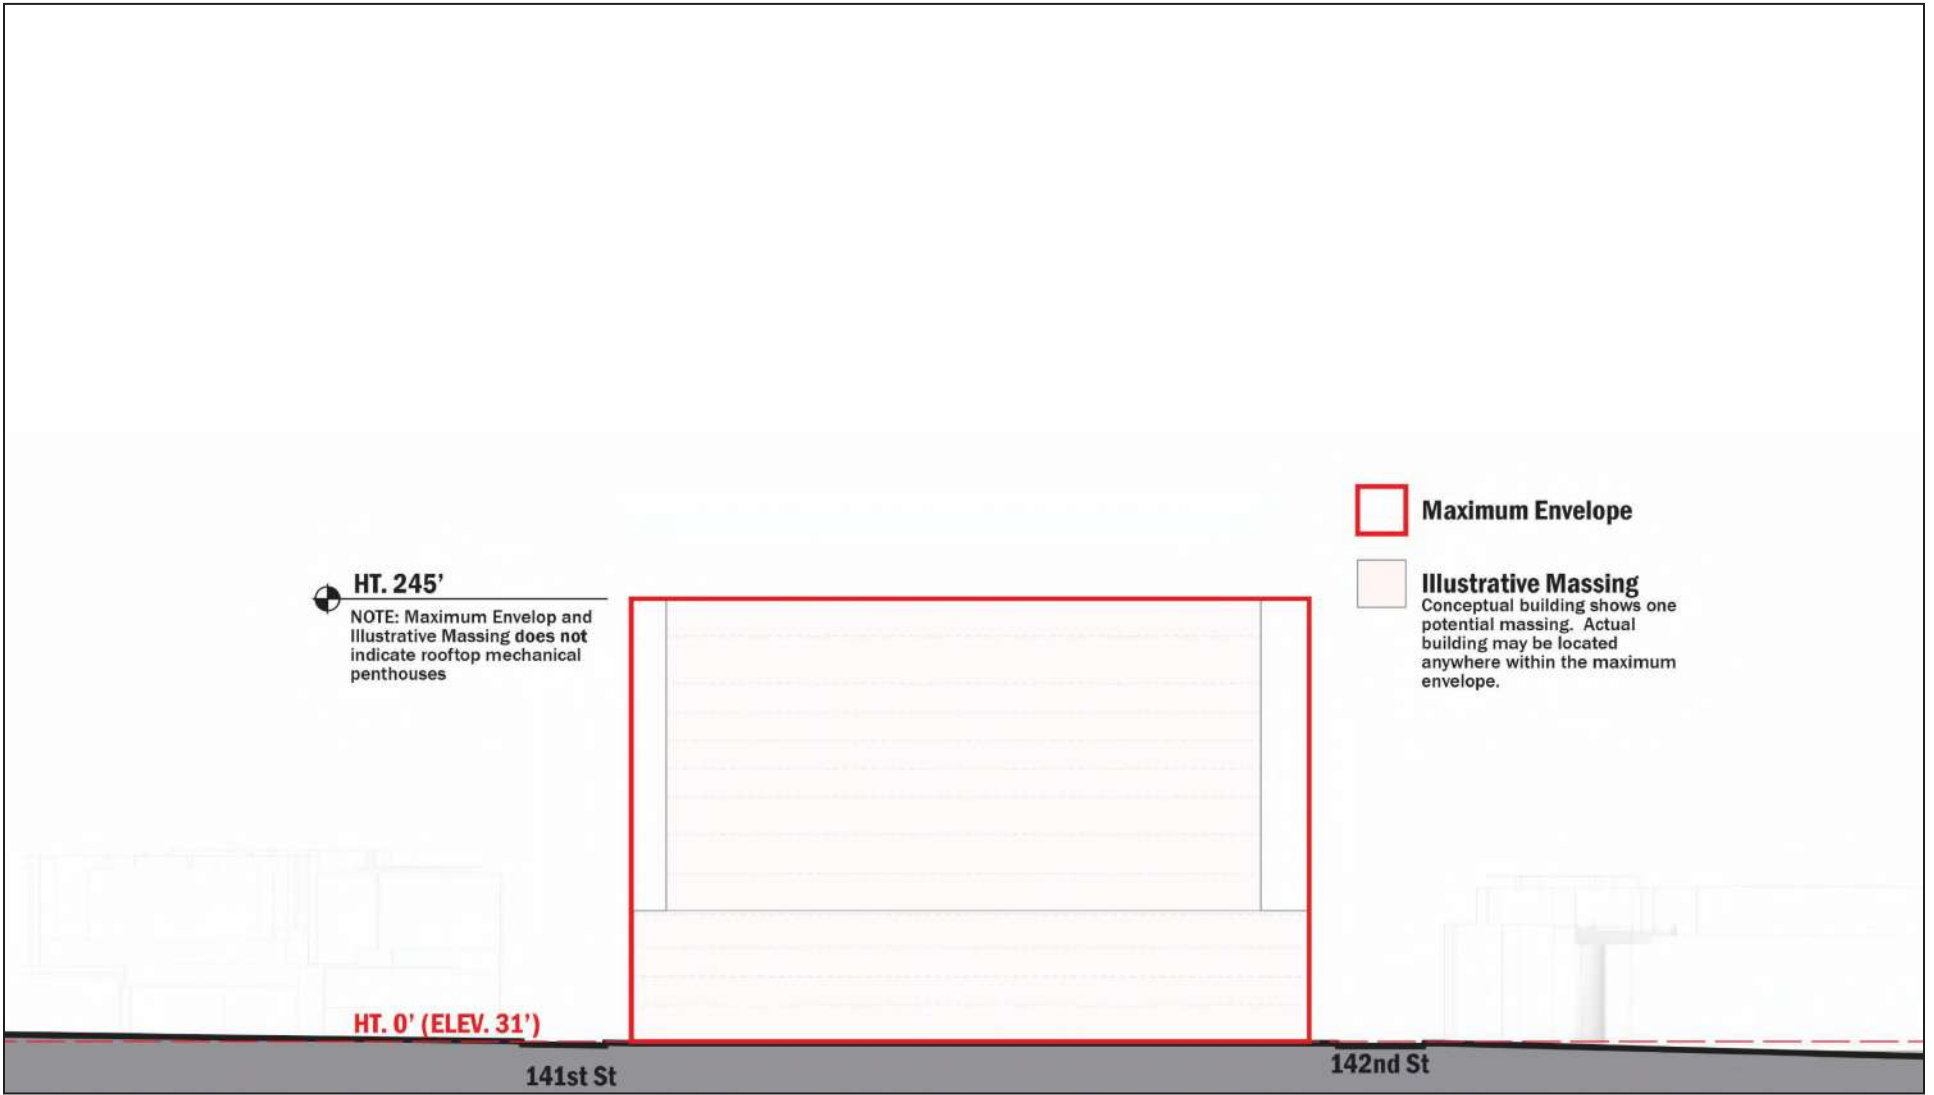 Maximum Envelope
HT. 245’
NOTE: Maximum Envelop and
Illustrative Massing does not
indicate rooftop mechanical
penthouses
Illustrative Massing
Conceptual building shows one
potential massing.  Actual
building may be located
anywhere within the maximum
envelope.
HT. 0’ (ELEV. 31’)
141st St
142nd St